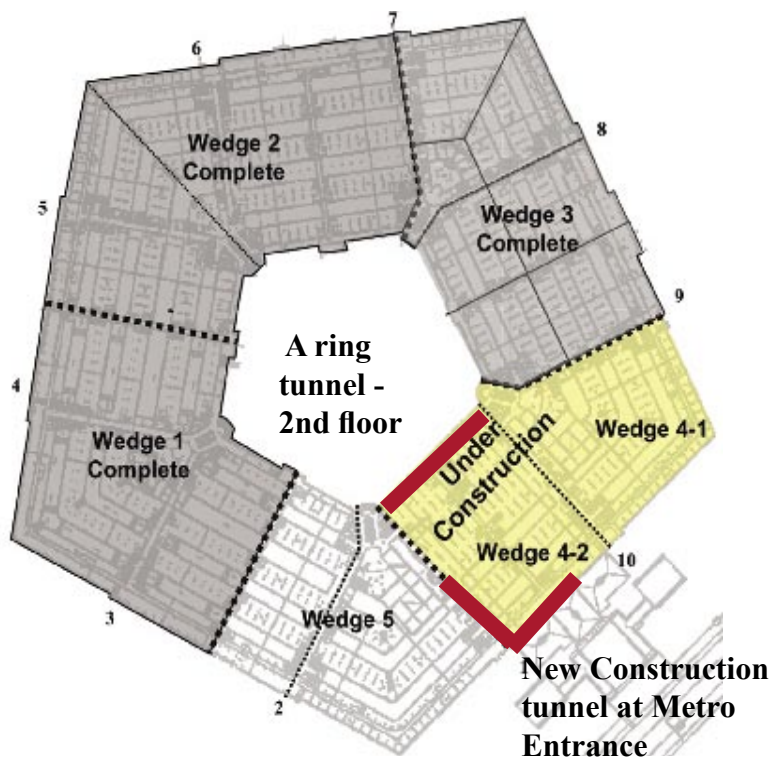 7
6
Wedge 2
Complete
8
5
Wedge 3
Complete
9
A ring
tunnel -
2nd floor
4
Wedge 1
Complete
Under
Construction
Wedge 4-1
Wedge 4-2
10
3
Wedge 5
2
New Construction
tunnel at Metro
Entrance